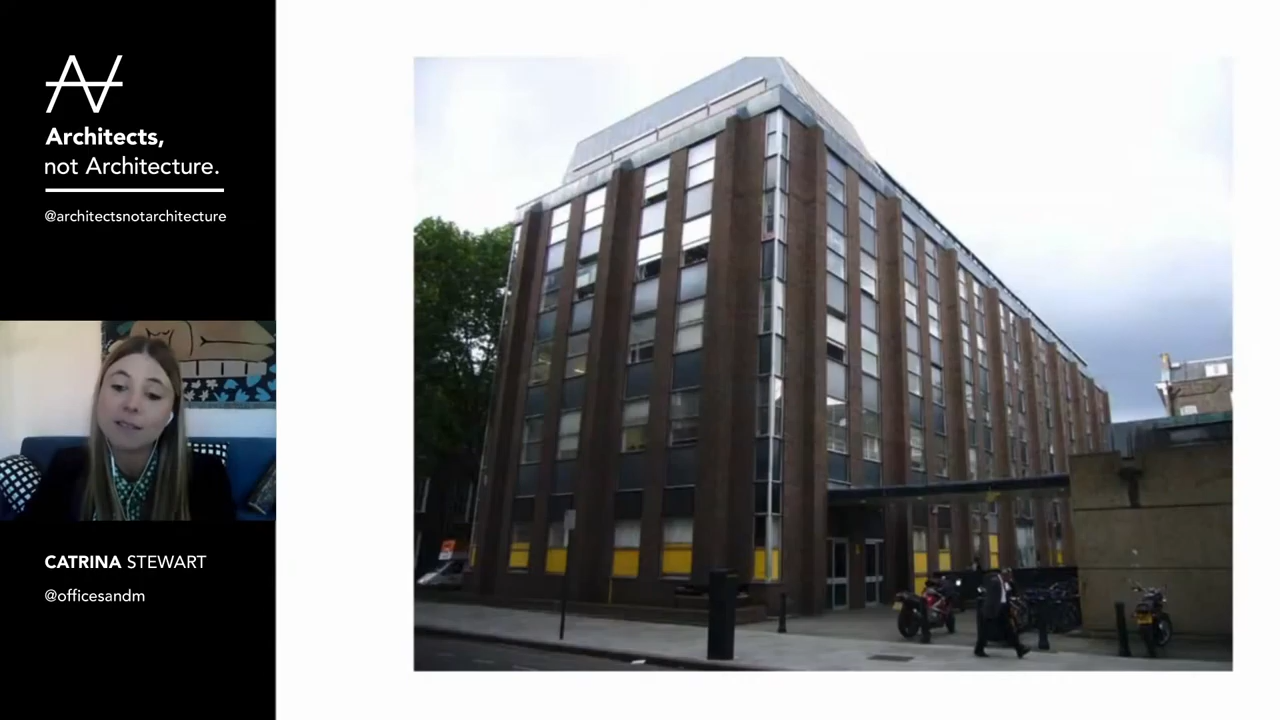 Architects,
not Architecture.
@architectsnotarchitecture
CATRINA STEWART
@officesandm